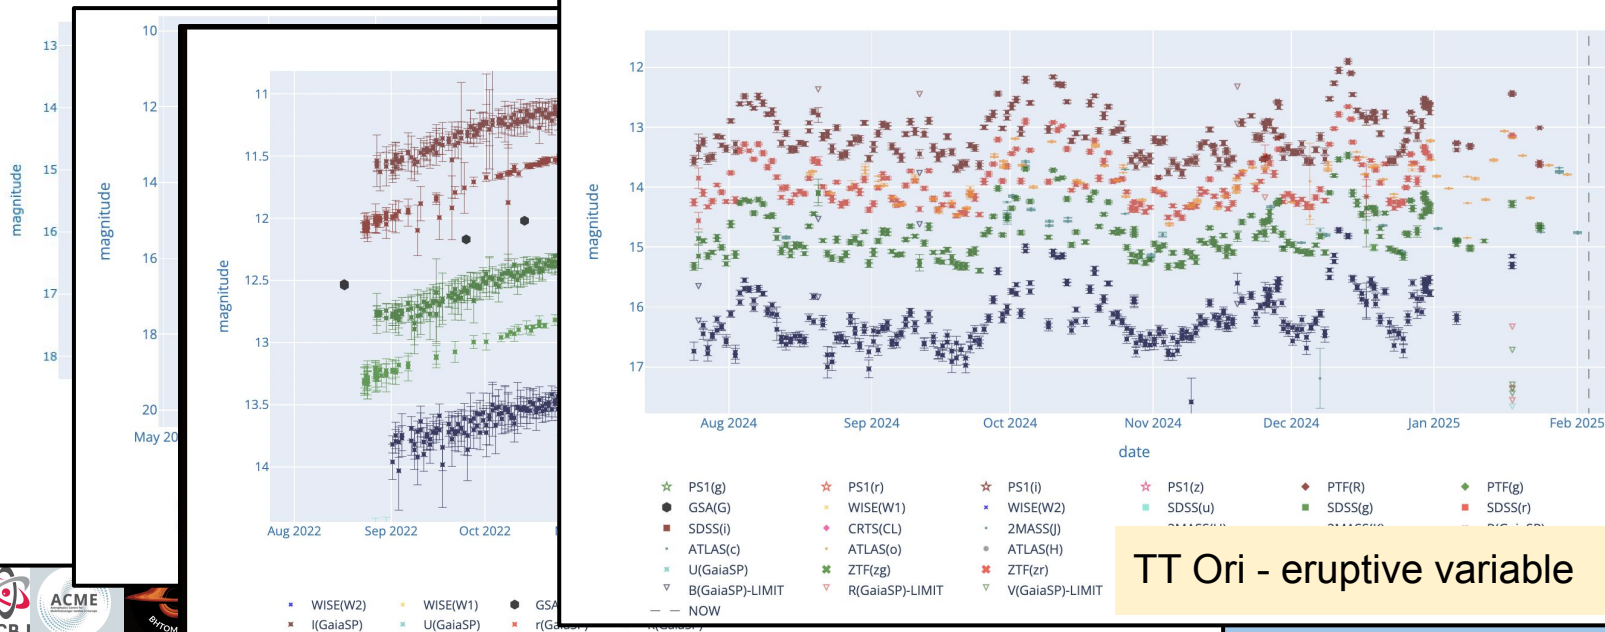 13
14
15
16
17
18
magnitude
10
12
14
16
18
20
magnitude
May 20
11
11.5
12
12.5
13
13.5
14
magnitude
Aug 2022 Sep 2022 Oct 2022
WISE(W2) WISE(W1) GSA
I(GaiaSP) U(GaiaSP)
12
13
14
15
16
17
magnitude
Aug 2024 Sep 2024 Oct 2024 Nov 2024 Dec 2024 Jan 2025 Feb 2025
date
PS1(g) PS1(r) PS1(i) PS1(z) PTF(R) PTF(g)
GSA(G) WISE(W1) WISE(W2) SDSS(u) SDSS(g) SDSS(r)
SDSS(i) CRTS(CL) 2MASS(J)
ATLAS(c) ATLAS(o) ATLAS(H)
U(GaiaSP) ZTF(zg) ZTF(zr)
B(GaiaSP)-LIMIT R(GaiaSP)-LIMIT V(GaiaSP)-LIMIT
NOW
TT Ori - eruptive variable
ACME
BHTOM